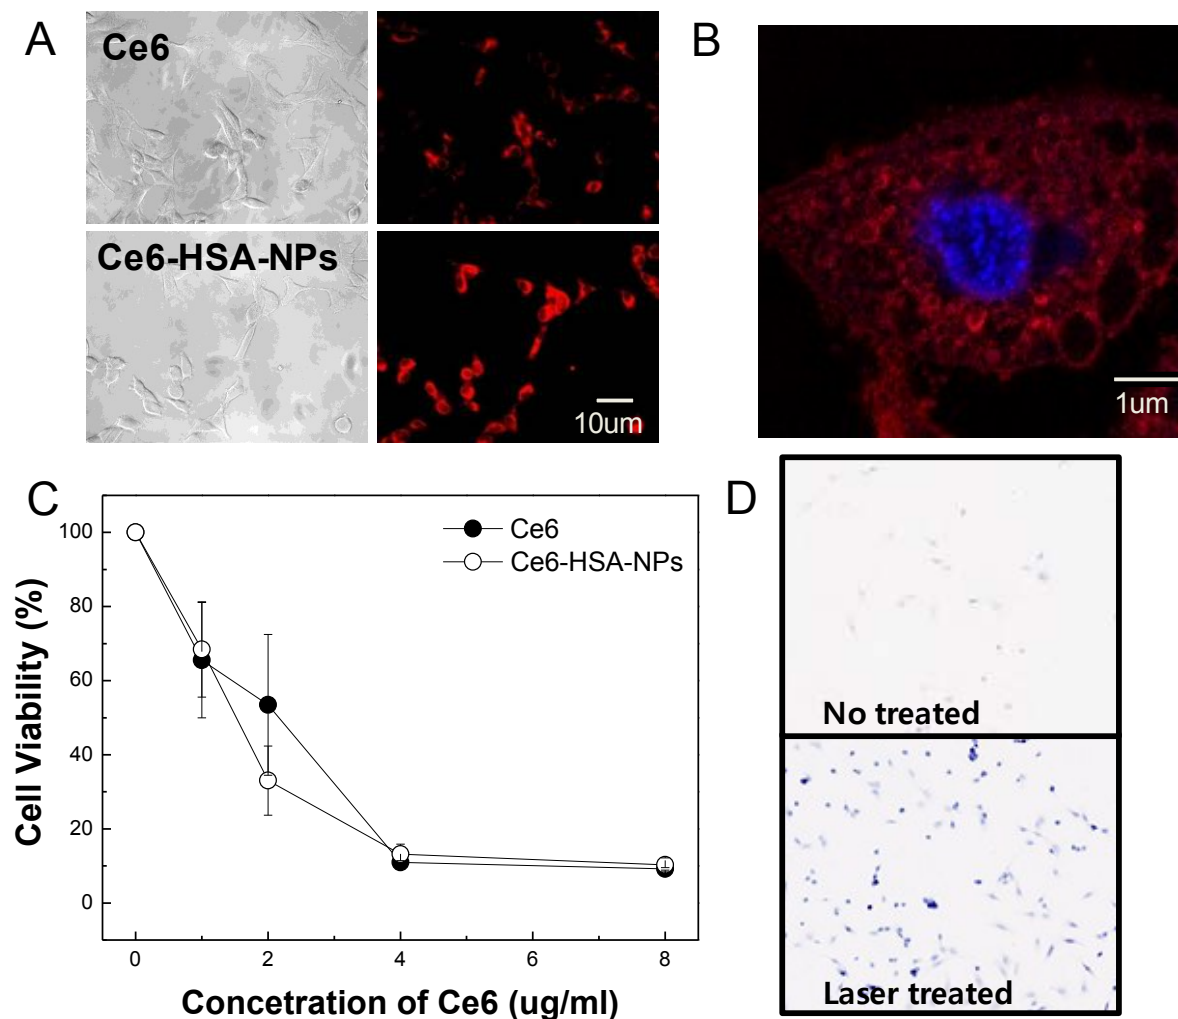 A
Ce6
Ce6-HSA-NPs
10um
B
1um
C
Ce6
Ce6-HSA-NPs
100
80
60
40
20
0
Cell Viability (%)
0
2
4
8
Concetration of Ce6 (ug/ml)
D
No treated
Laser treated